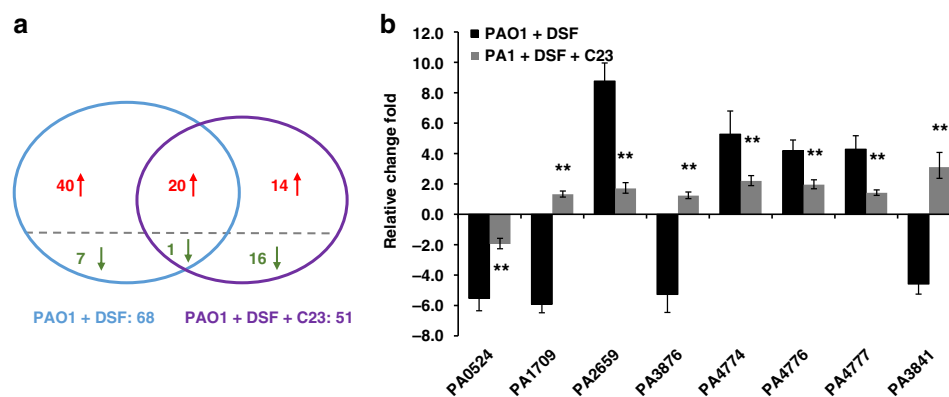 a
40
20
14
7
1
16
PAO1 + DSF: 68
PAO1 + DSF + C23: 51
b
PAO1 + DSF
PA1 + DSF + C23
Relative change fold
12.0
10.0
8.0
6.0
4.0
2.0
0.0
−2.0
−4.0
−6.0
−8.0
**
**
**
**
**
**
**
**
PA0524
PA1709
PA2659
PA3876
PA4774
PA4776
PA4777
PA3841